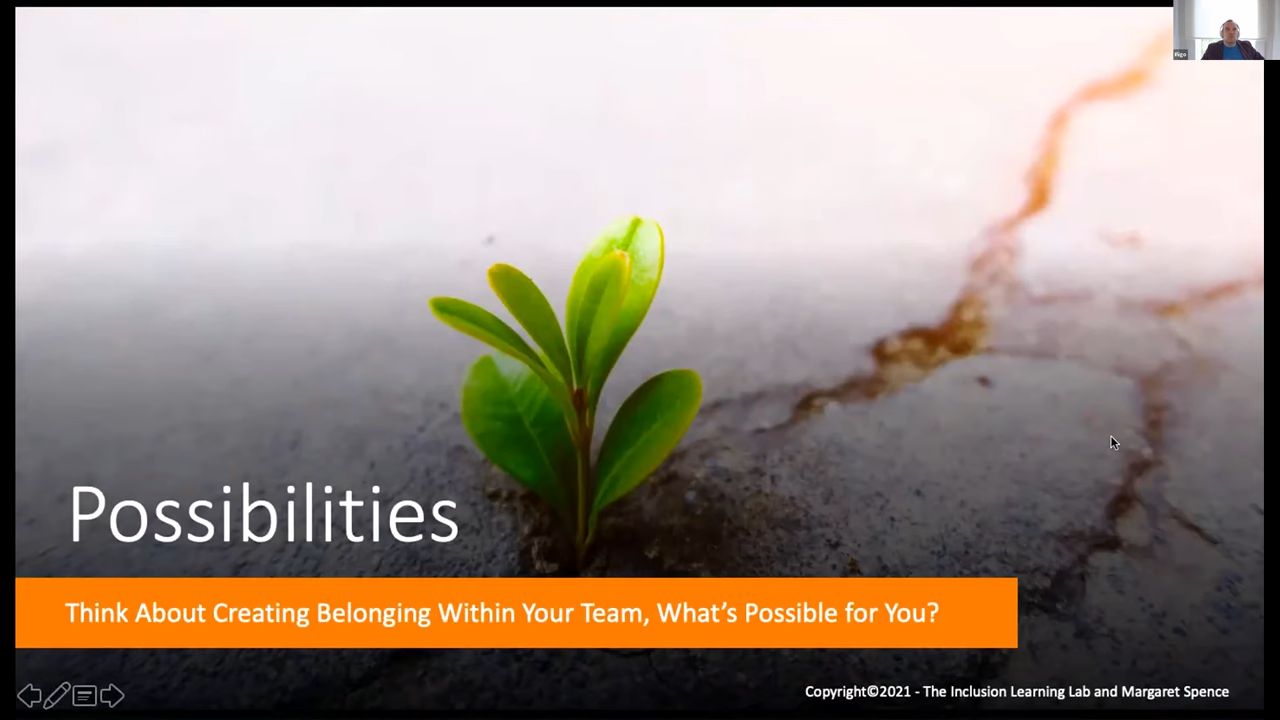 Iñigo
Possibilities
Think About Creating Belonging Within Your Team, What's Possible for You?
Copyright©2021 - The Inclusion Learning Lab and Margaret Spence